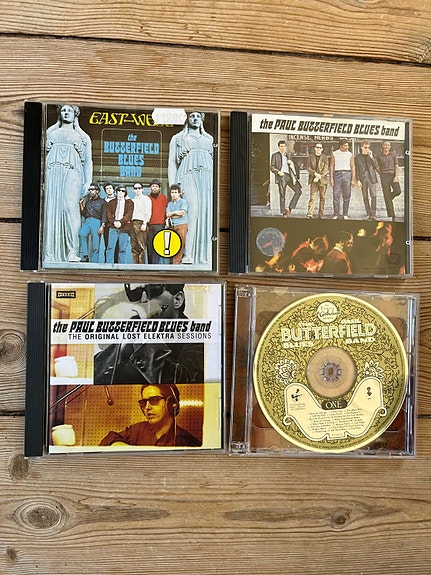 EAST-WEST
the
BUTTERFIELD
BLUES
BAND
!
the PAUL BUTTERFIELD BLUES band
the PAUL BUTTERFIELD BLUES band
THE ORIGINAL LOST ELEKTRA SESSIONS
BUTTERFIELD
BLUES BAND
ONE